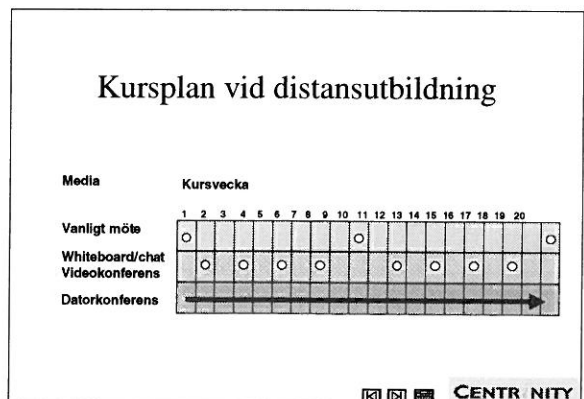 Kursplan vid distansutbildning
Media Kursvecka
1 2 3 4 5 6 7 8 9 10 11 12 13 14 15 16 17 18 19 20
Vanligt möte
Whiteboard/chat
Videokonferens
Datorkonferens
CENTR NITY